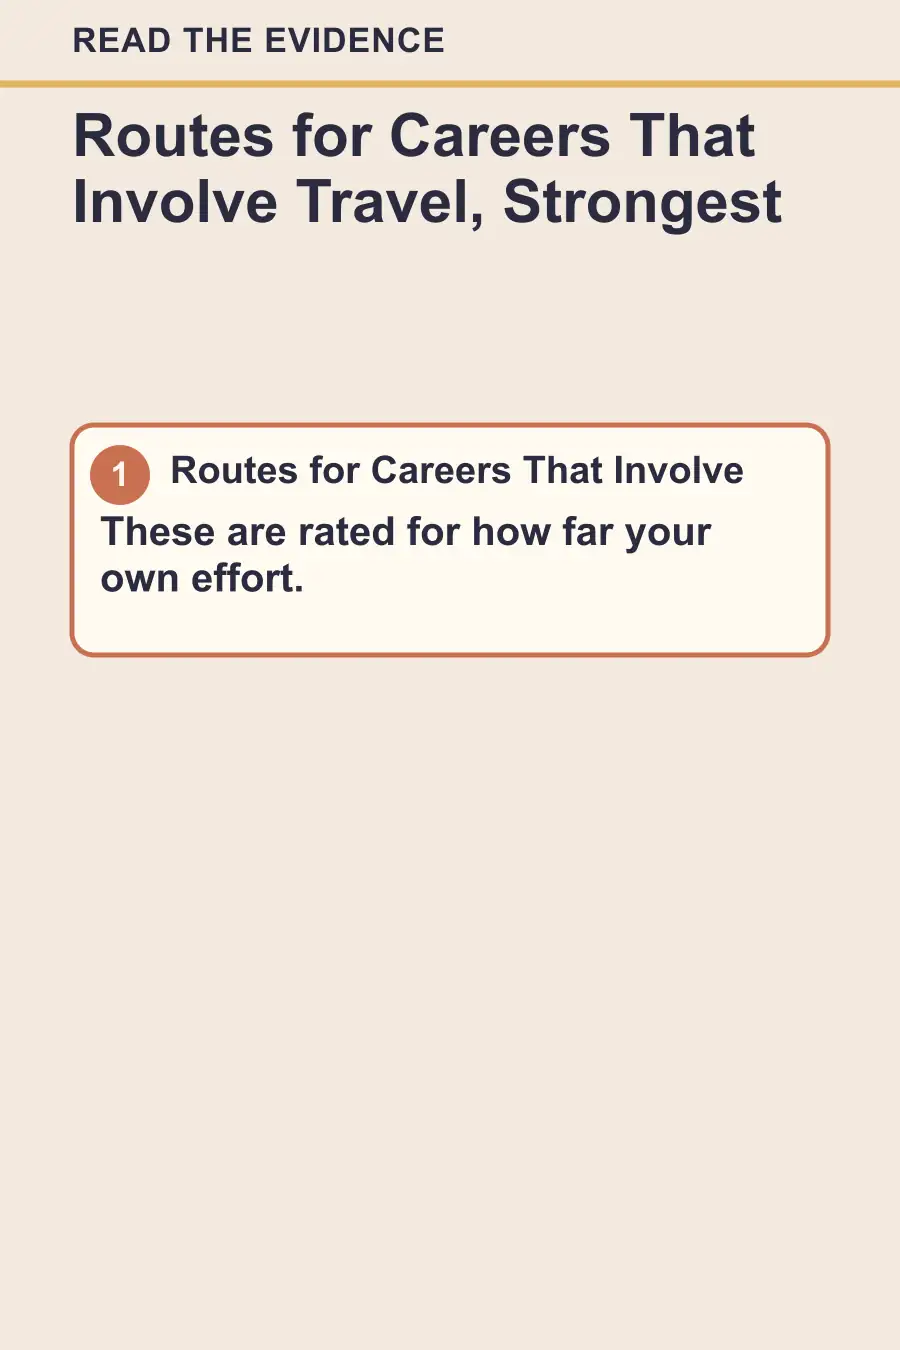 READ THE EVIDENCE
Routes for Careers That
Involve Travel, Strongest
1 Routes for Careers That Involve
These are rated for how far your
own effort.